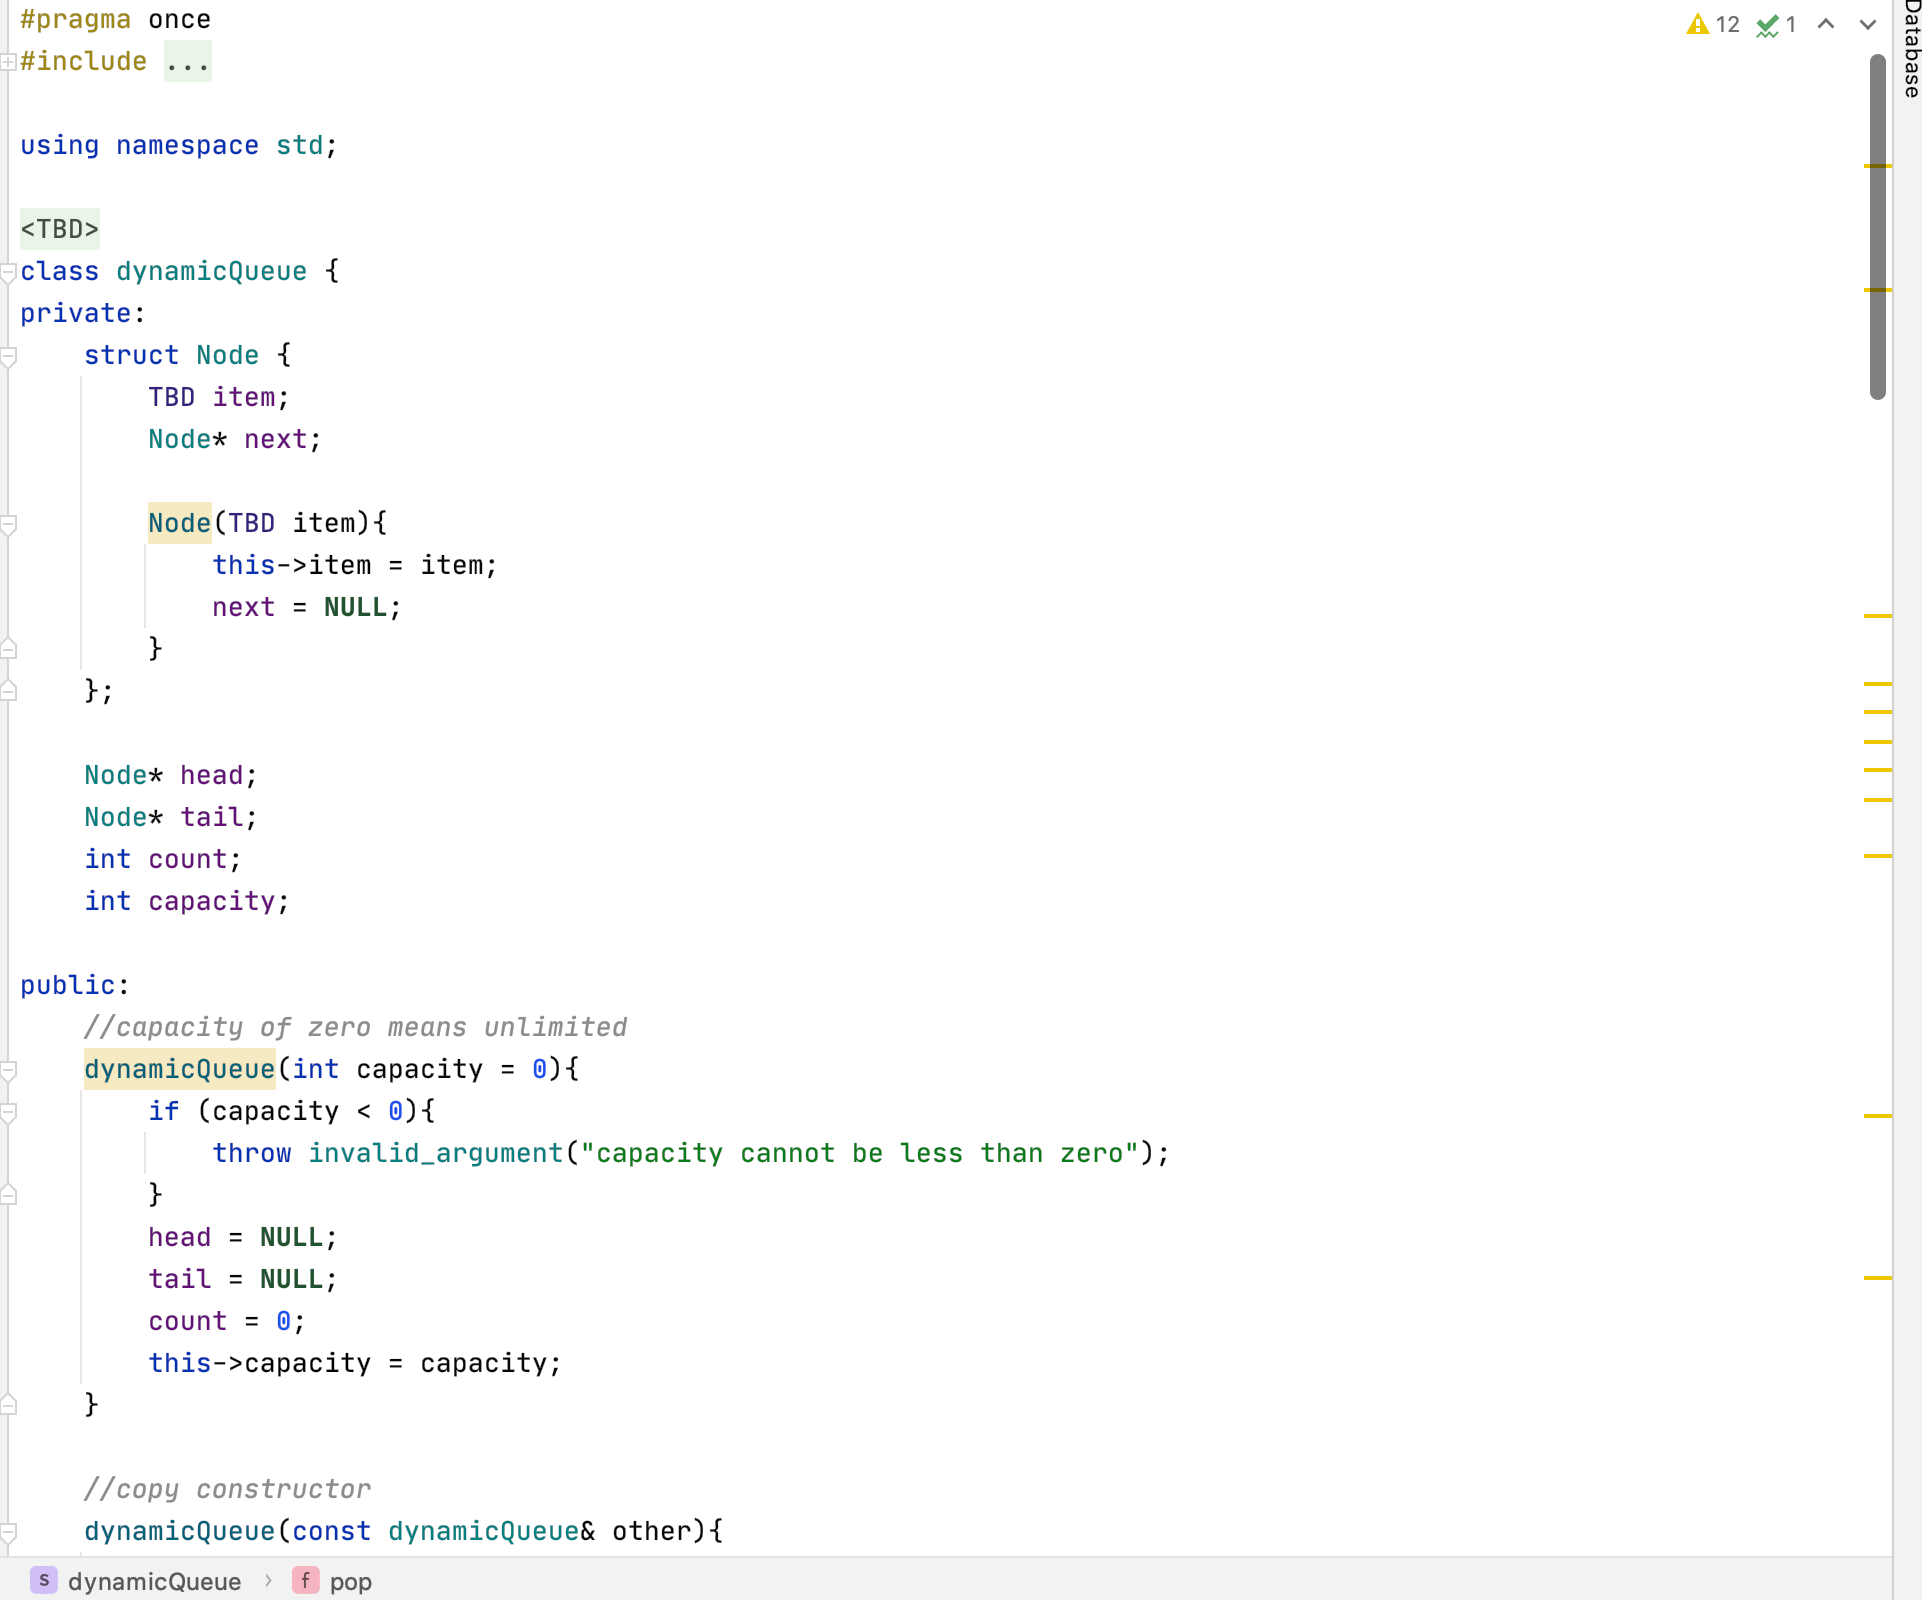 #pragma once
#include ...
using namespace std;
<TBD>
class dynamicQueue {
private:
    struct Node {
        TBD item;
        Node* next;
        Node(TBD item){
            this->item = item;
            next = NULL;
        }
    };
    Node* head;
    Node* tail;
    int count;
    int capacity;
public:
    //capacity of zero means unlimited
    dynamicQueue(int capacity = 0){
        if (capacity < 0){
            throw invalid_argument("capacity cannot be less than zero");
        }
        head = NULL;
        tail = NULL;
        count = 0;
        this->capacity = capacity;
    }
    //copy constructor
    dynamicQueue(const dynamicQueue& other){
12 1
Database
S dynamicQueue › f pop